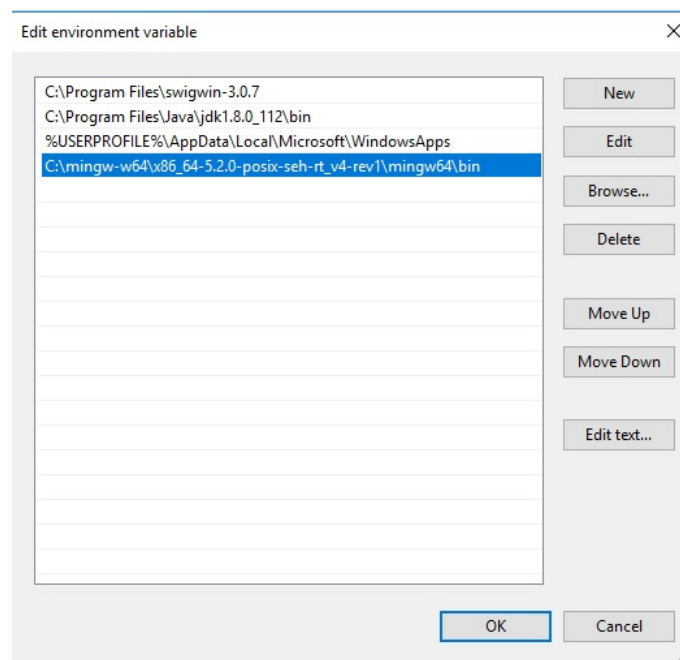 Edit environment variable
C:\Program Files\swigwin-3.0.7
C:\Program Files\Java\jdk1.8.0_112\bin
%USERPROFILE%\AppData\Local\Microsoft\WindowsApps
C:\mingw-w64\x86_64-5.2.0-posix-seh-rt_v4-rev1\mingw64\bin
New
Edit
Browse...
Delete
Move Up
Move Down
Edit text...
OK
Cancel